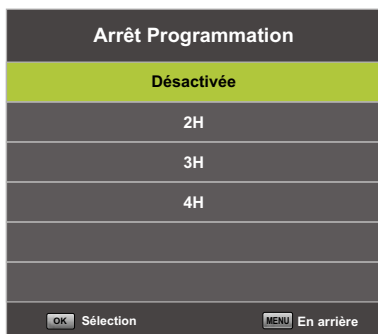 Arrêt Programmation
Désactivée
2H
3H
4H
OK Sélection MENU En arrière